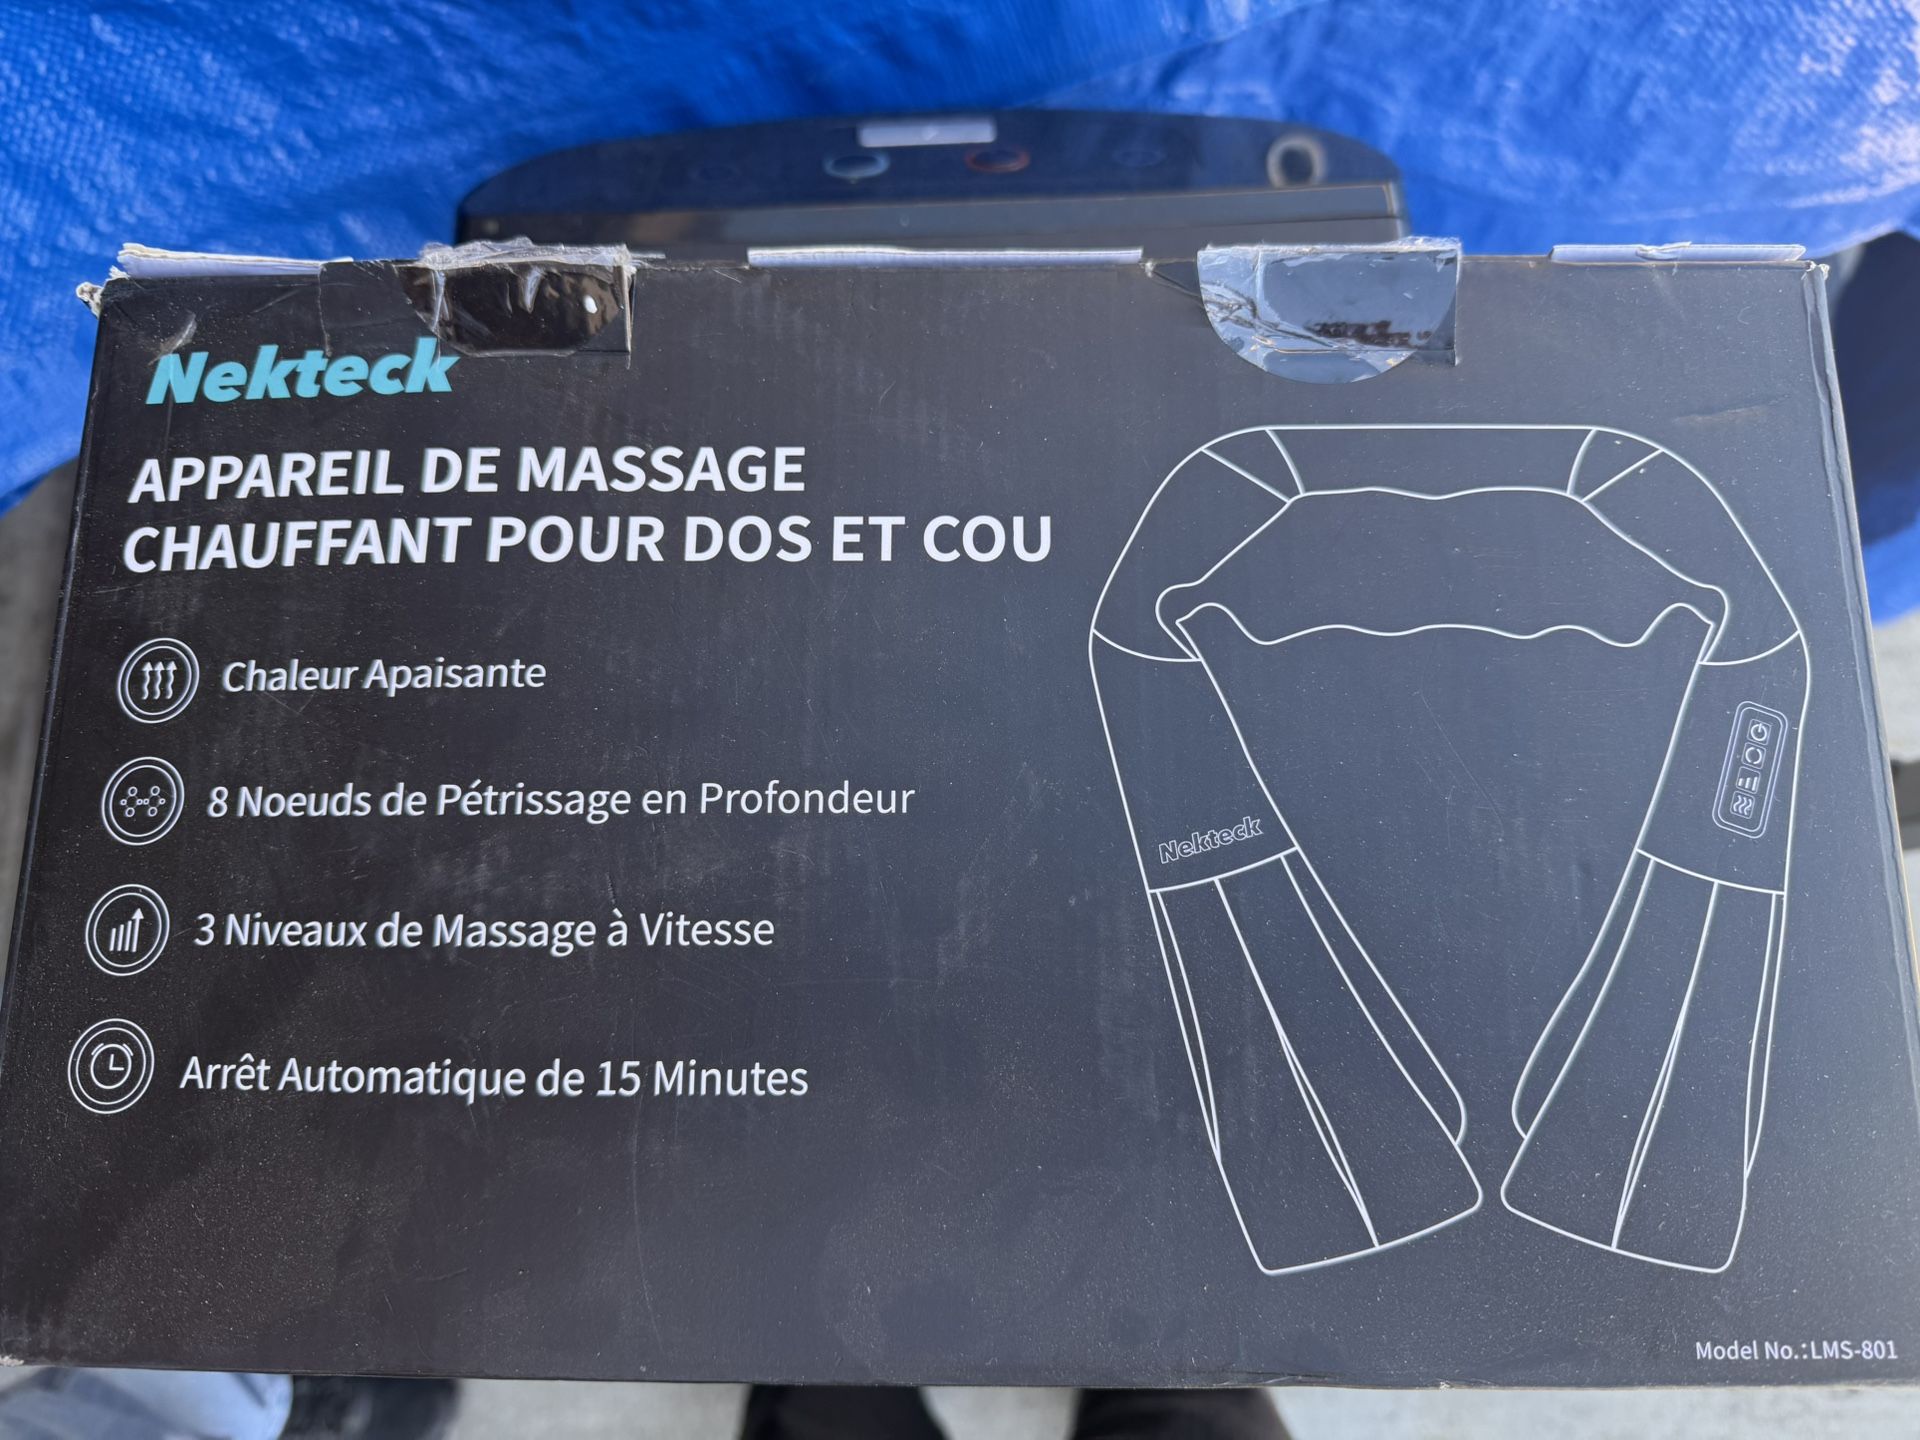 Nekteck
APPAREIL DE MASSAGE
CHAUFFANT POUR DOS ET COU
Chaleur Apaisante
8 Noeuds de Pétrissage en Profondeur
3 Niveaux de Massage à Vitesse
Arrêt Automatique de 15 Minutes
Nekteck
Model No.:LMS-801